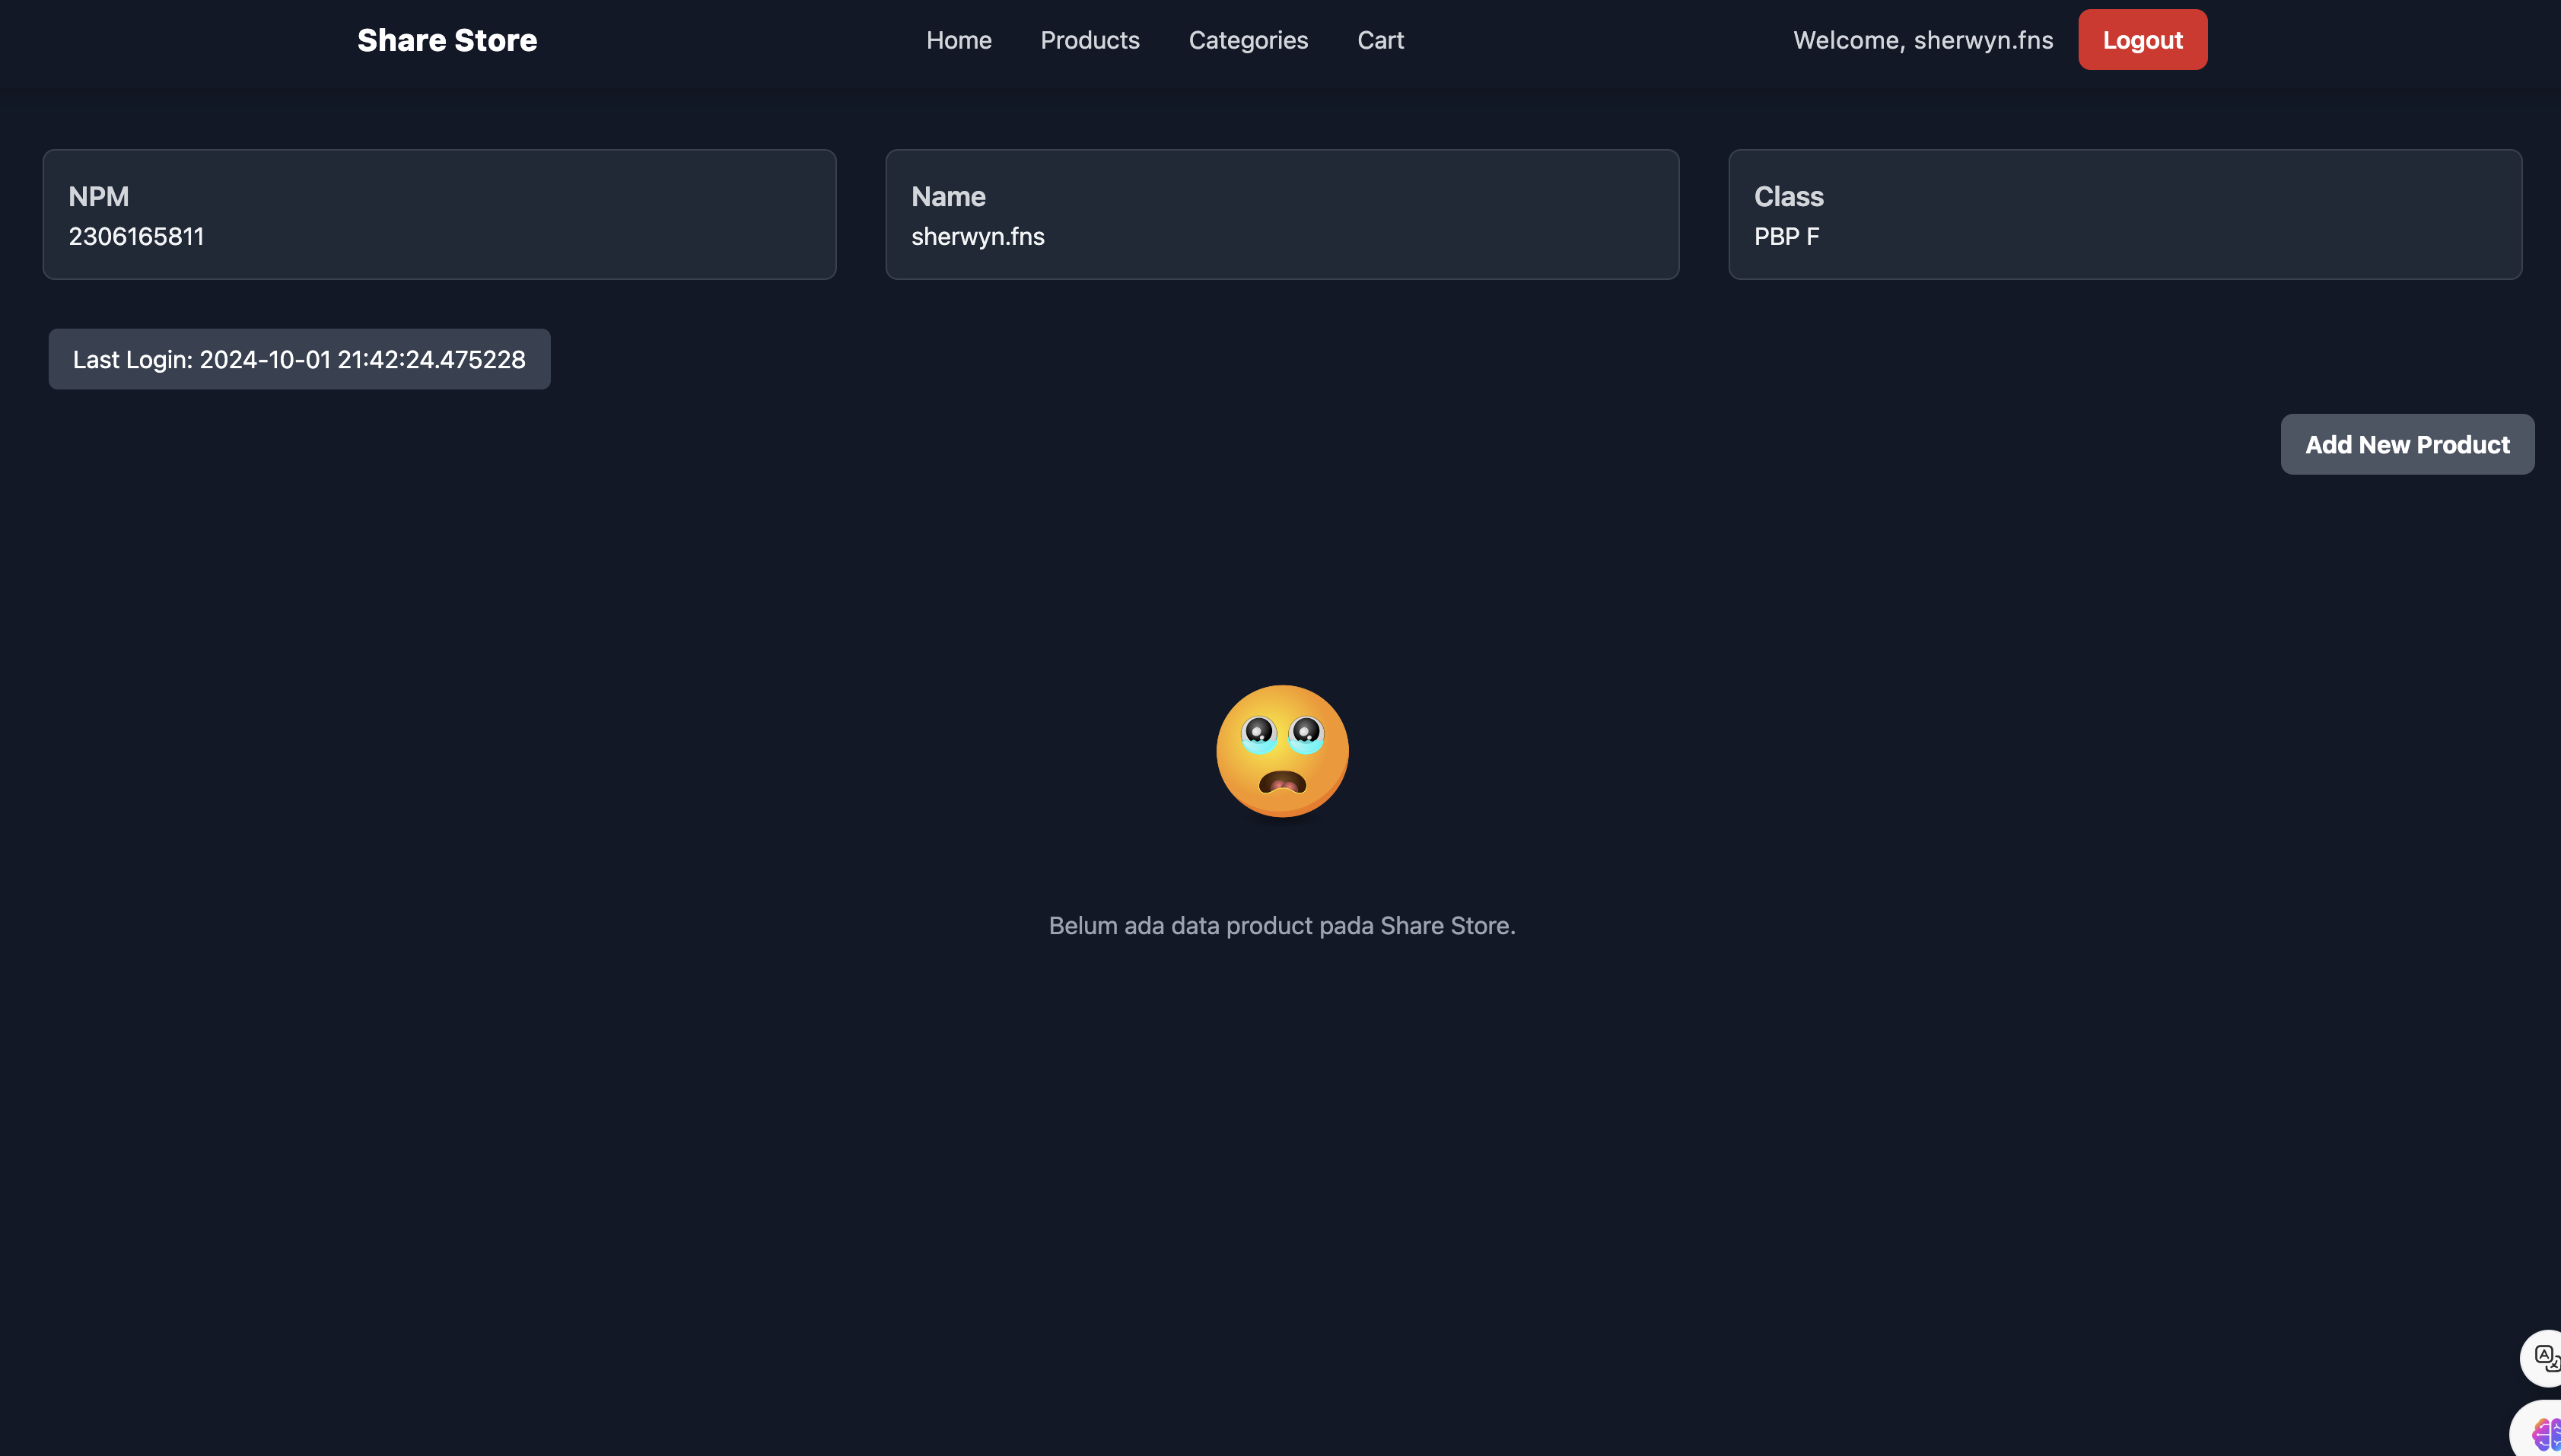 Share Store
Home Products Categories Cart
Welcome, sherwyn.fns
Logout
NPM
2306165811
Name
sherwyn.fns
Class
PBP F
Last Login: 2024-10-01 21:42:24.475228
Add New Product
Belum ada data product pada Share Store.